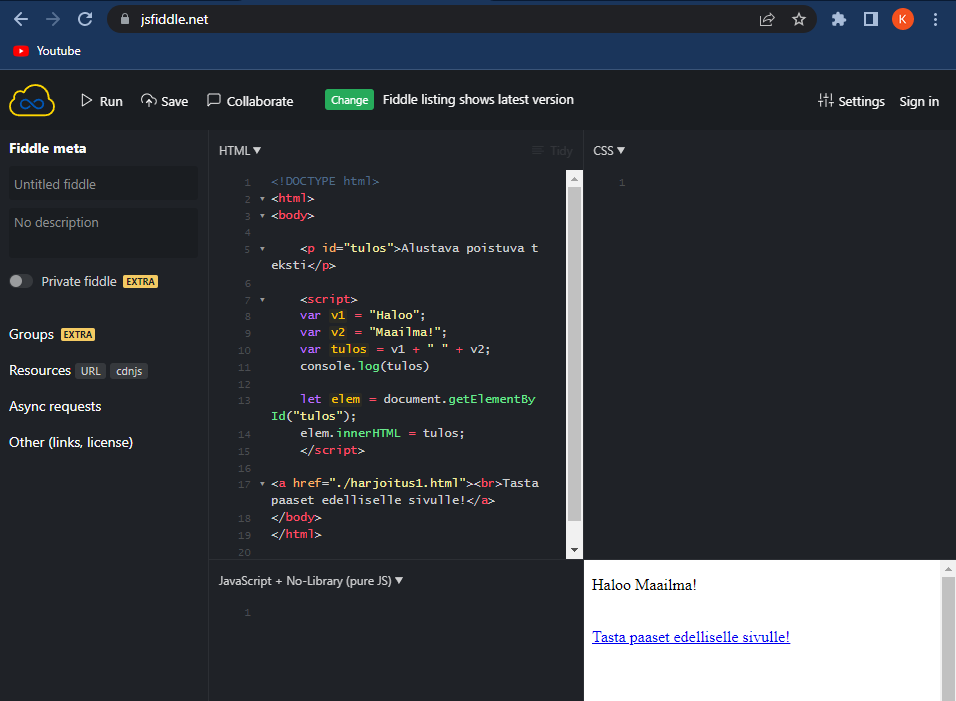 jsfiddle.net
K
Youtube
Run
Save
Collaborate
Change
Fiddle listing shows latest version
Settings
Sign in
Fiddle meta
Untitled fiddle
No description
Private fiddle EXTRA
Groups EXTRA
Resources URL cdnjs
Async requests
Other (links, license)
HTML ▼
Tidy
1 <!DOCTYPE html>
2 ▾ <html>
3 ▾ <body>
4
5 ▾ <p id="tulos">Alustava poistuva t
eksti</p>
6
7 ▾ <script>
8 var v1 = "Haloo";
9 var v2 = "Maailma!";
10 var tulos = v1 + " " + v2;
11 console.log(tulos)
12
13 let elem = document.getElementBy
Id("tulos");
14 elem.innerHTML = tulos;
15 </script>
16
17 ▾ <a href="./harjoitus1.html"><br>Tasta
paaset edelliselle sivulle!</a>
18 </body>
19 </html>
20
CSS ▼
1
JavaScript + No-Library (pure JS) ▼
1
Haloo Maailma!
Tasta paaset edelliselle sivulle!